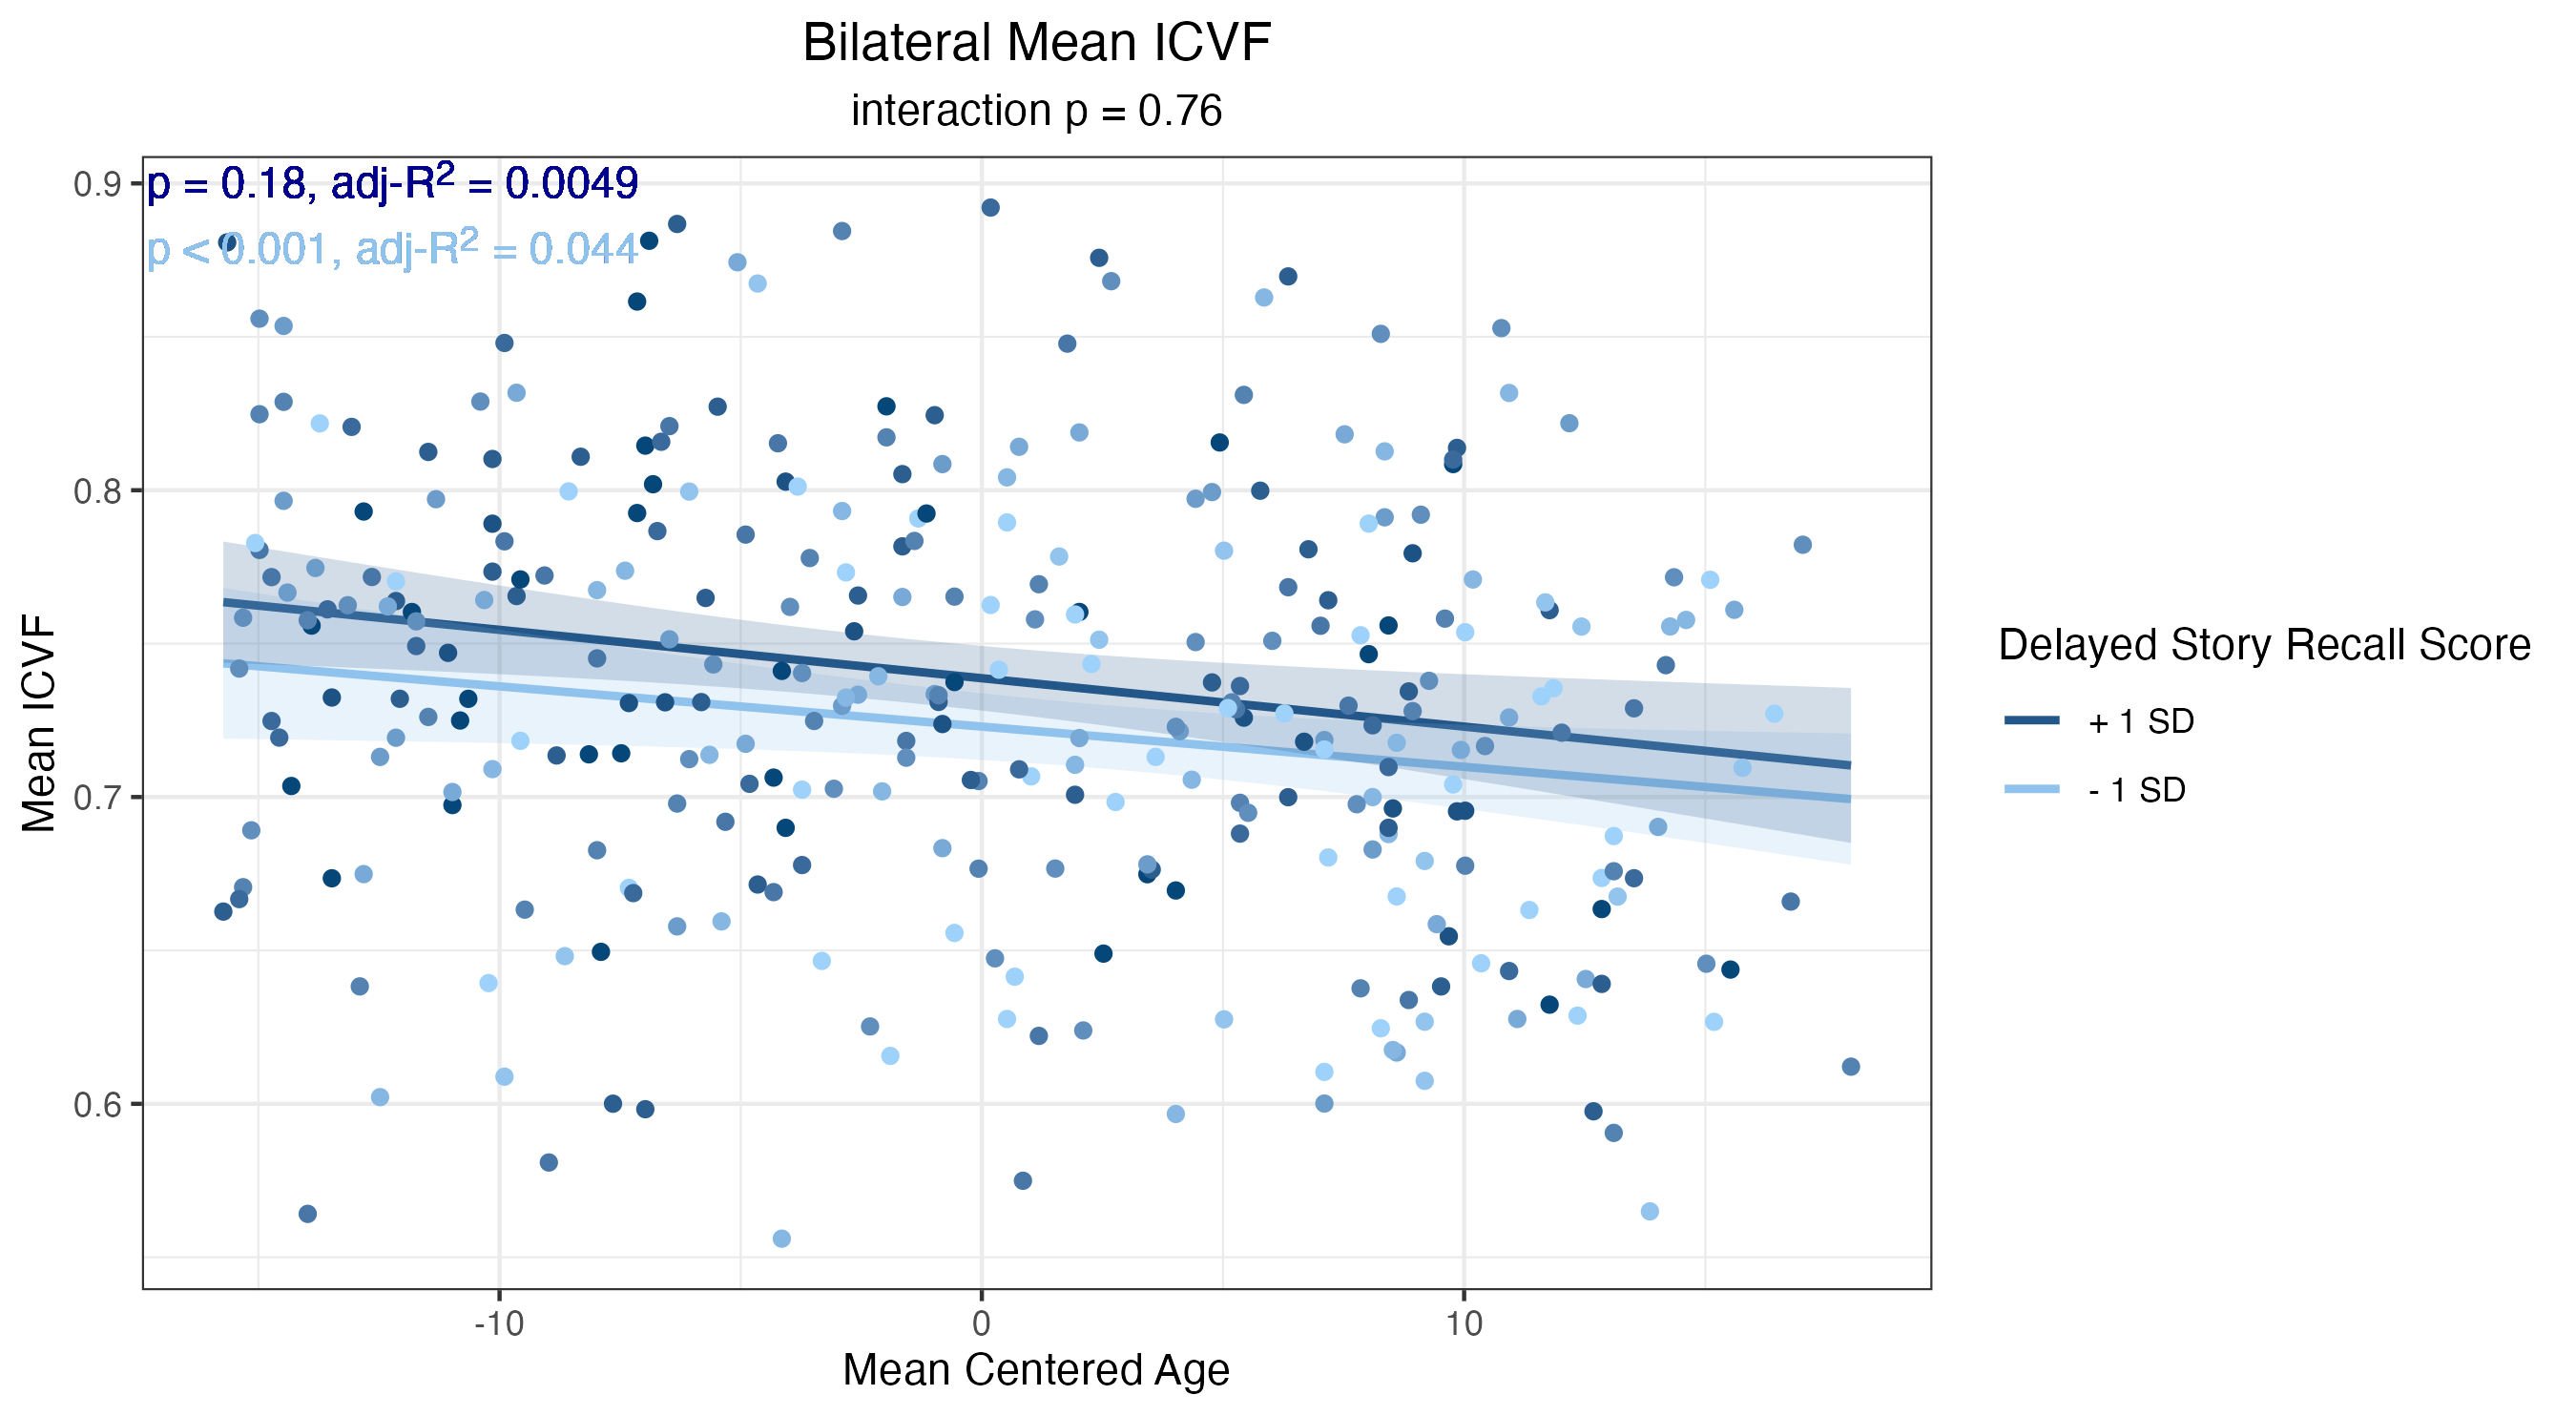 Bilateral Mean ICVF
interaction p = 0.76
p = 0.18, adj-R² = 0.0049
p < 0.001, adj-R² = 0.044
0.9
0.8
0.7
0.6
Mean ICVF
-10
0
10
Mean Centered Age
Delayed Story Recall Score
+ 1 SD
- 1 SD